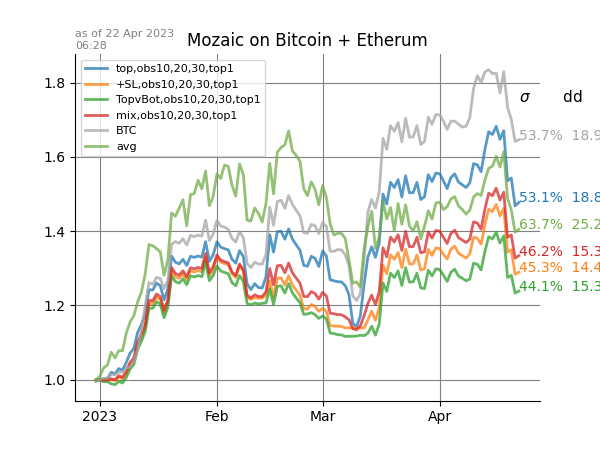 as of 22 Apr 2023
06:28
Mozaic on Bitcoin + Etherum
top,obs10,20,30,top1
+SL,obs10,20,30,top1
TopvBot,obs10,20,30,top1
mix,obs10,20,30,top1
BTC
avg
σ dd
53.7% 18.9
53.1% 18.8
63.7% 25.2
46.2% 15.3
45.3% 14.4
44.1% 15.3
1.8
1.6
1.4
1.2
1.0
2023 Feb Mar Apr